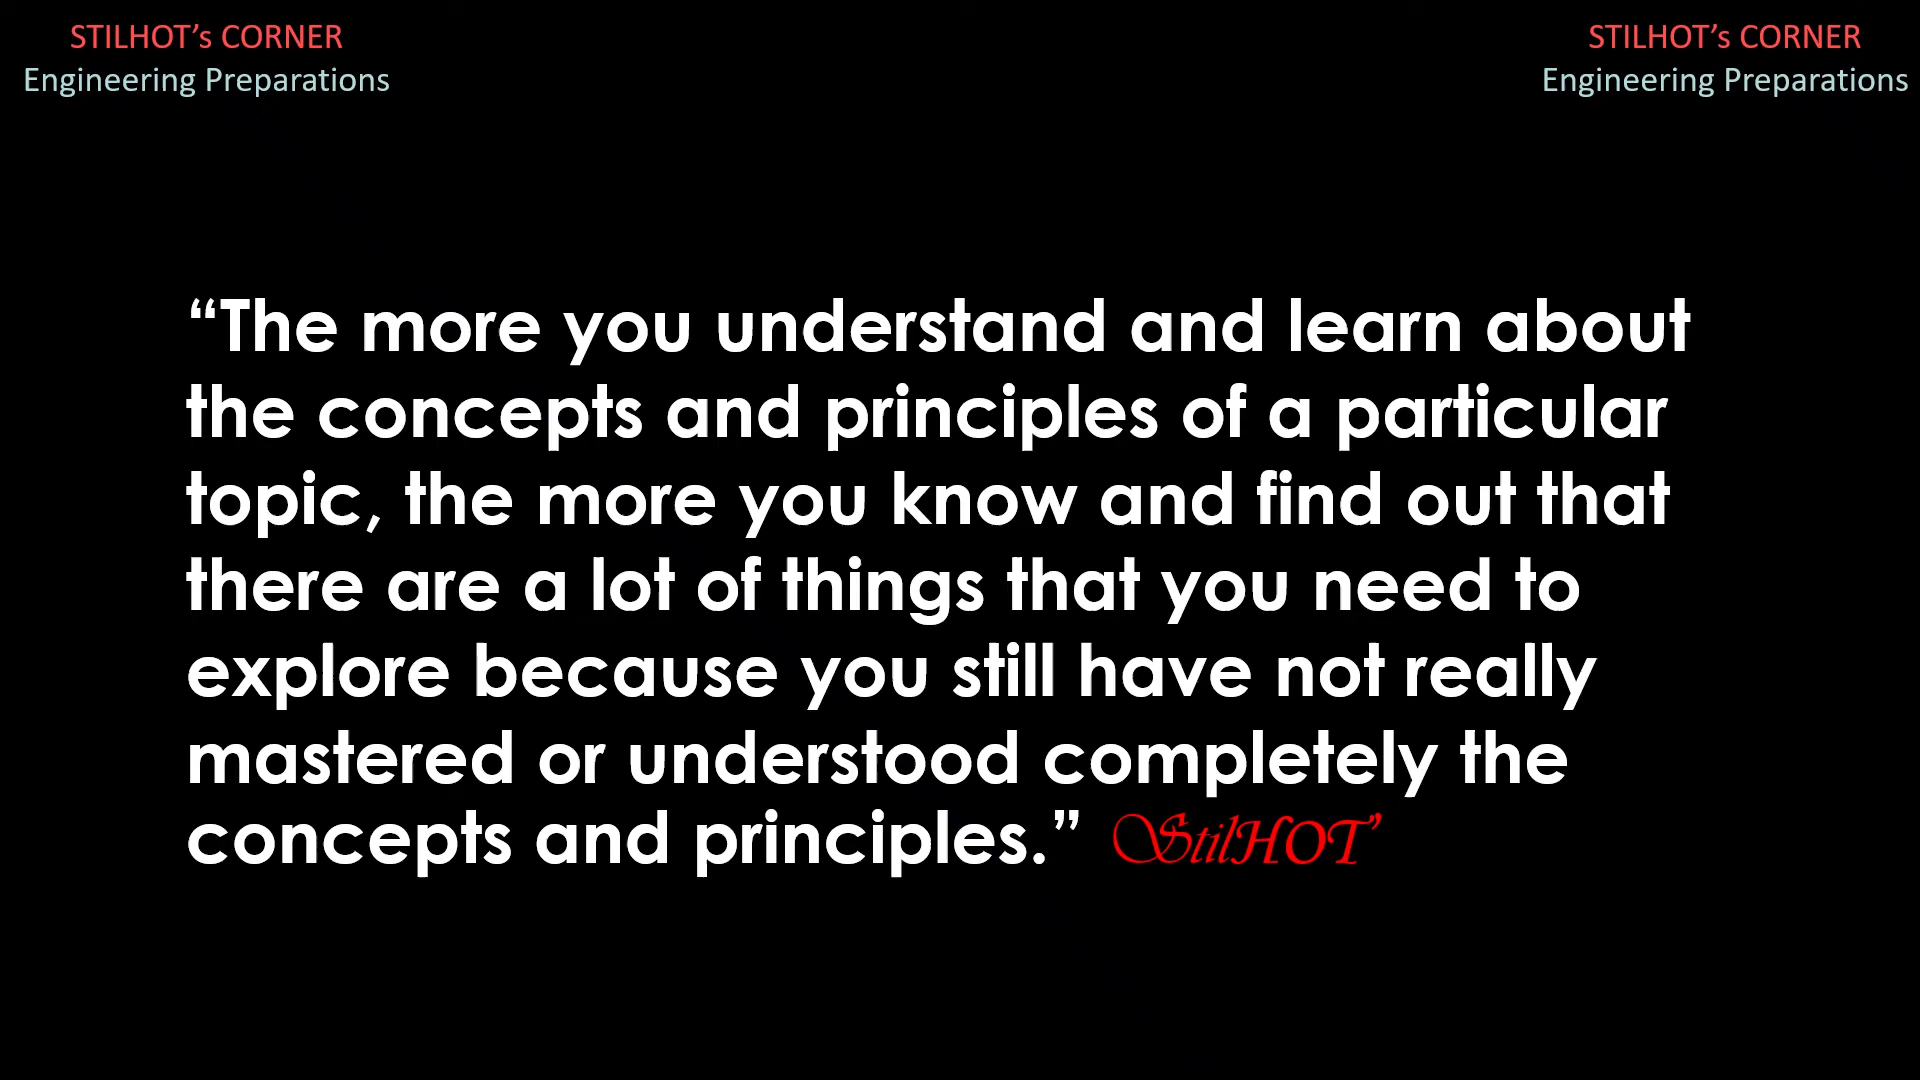 STILHOT’s CORNER
Engineering Preparations
STILHOT’s CORNER
Engineering Preparations
“The more you understand and learn about
the concepts and principles of a particular
topic, the more you know and find out that
there are a lot of things that you need to
explore because you still have not really
mastered or understood completely the
concepts and principles.” StilHOT’